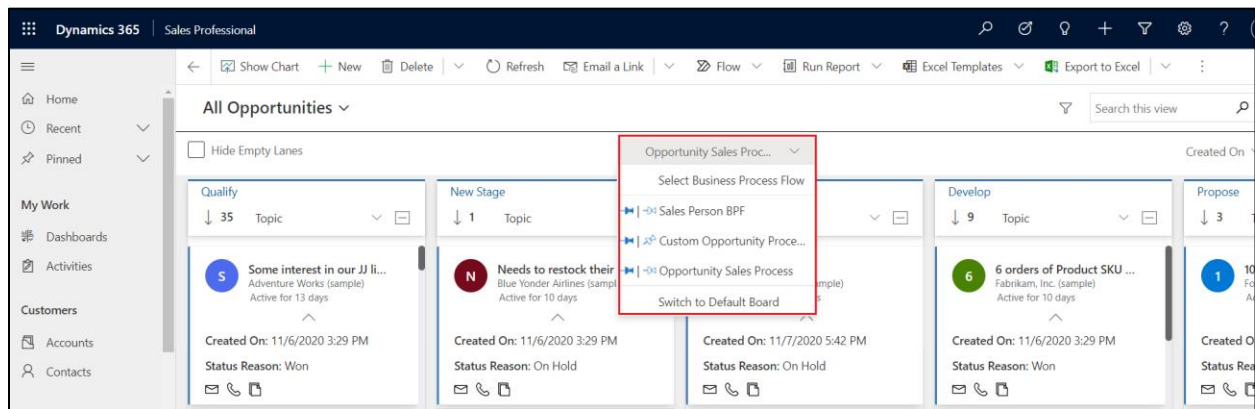 Dynamics 365 Sales Professional
Show Chart New Delete Refresh Email a Link Flow Run Report Excel Templates Export to Excel
Home
Recent
Pinned
My Work
Dashboards
Activities
Customers
Accounts
Contacts
All Opportunities
Search this view
Hide Empty Lanes
Opportunity Sales Proc...
Created On
Select Business Process Flow
Sales Person BPF
Custom Opportunity Proce...
Opportunity Sales Process
Switch to Default Board
Qualify
35 Topic
S
Some interest in our JJ li...
Adventure Works (sample)
Active for 13 days
Created On: 11/6/2020 3:29 PM
Status Reason: Won
New Stage
1 Topic
N
Needs to restock their
Blue Yonder Airlines
Active for 10 days
Created On: 11/6/2020 3:29 PM
Status Reason: On Hold
Created On: 11/7/2020 5:42 PM
Status Reason: On Hold
Develop
9 Topic
6
6 orders of Product SKU ...
Fabrikam, Inc. (sample)
Active for 10 days
Created On: 11/6/2020 3:29 PM
Status Reason: Won
Propose
3
1
10